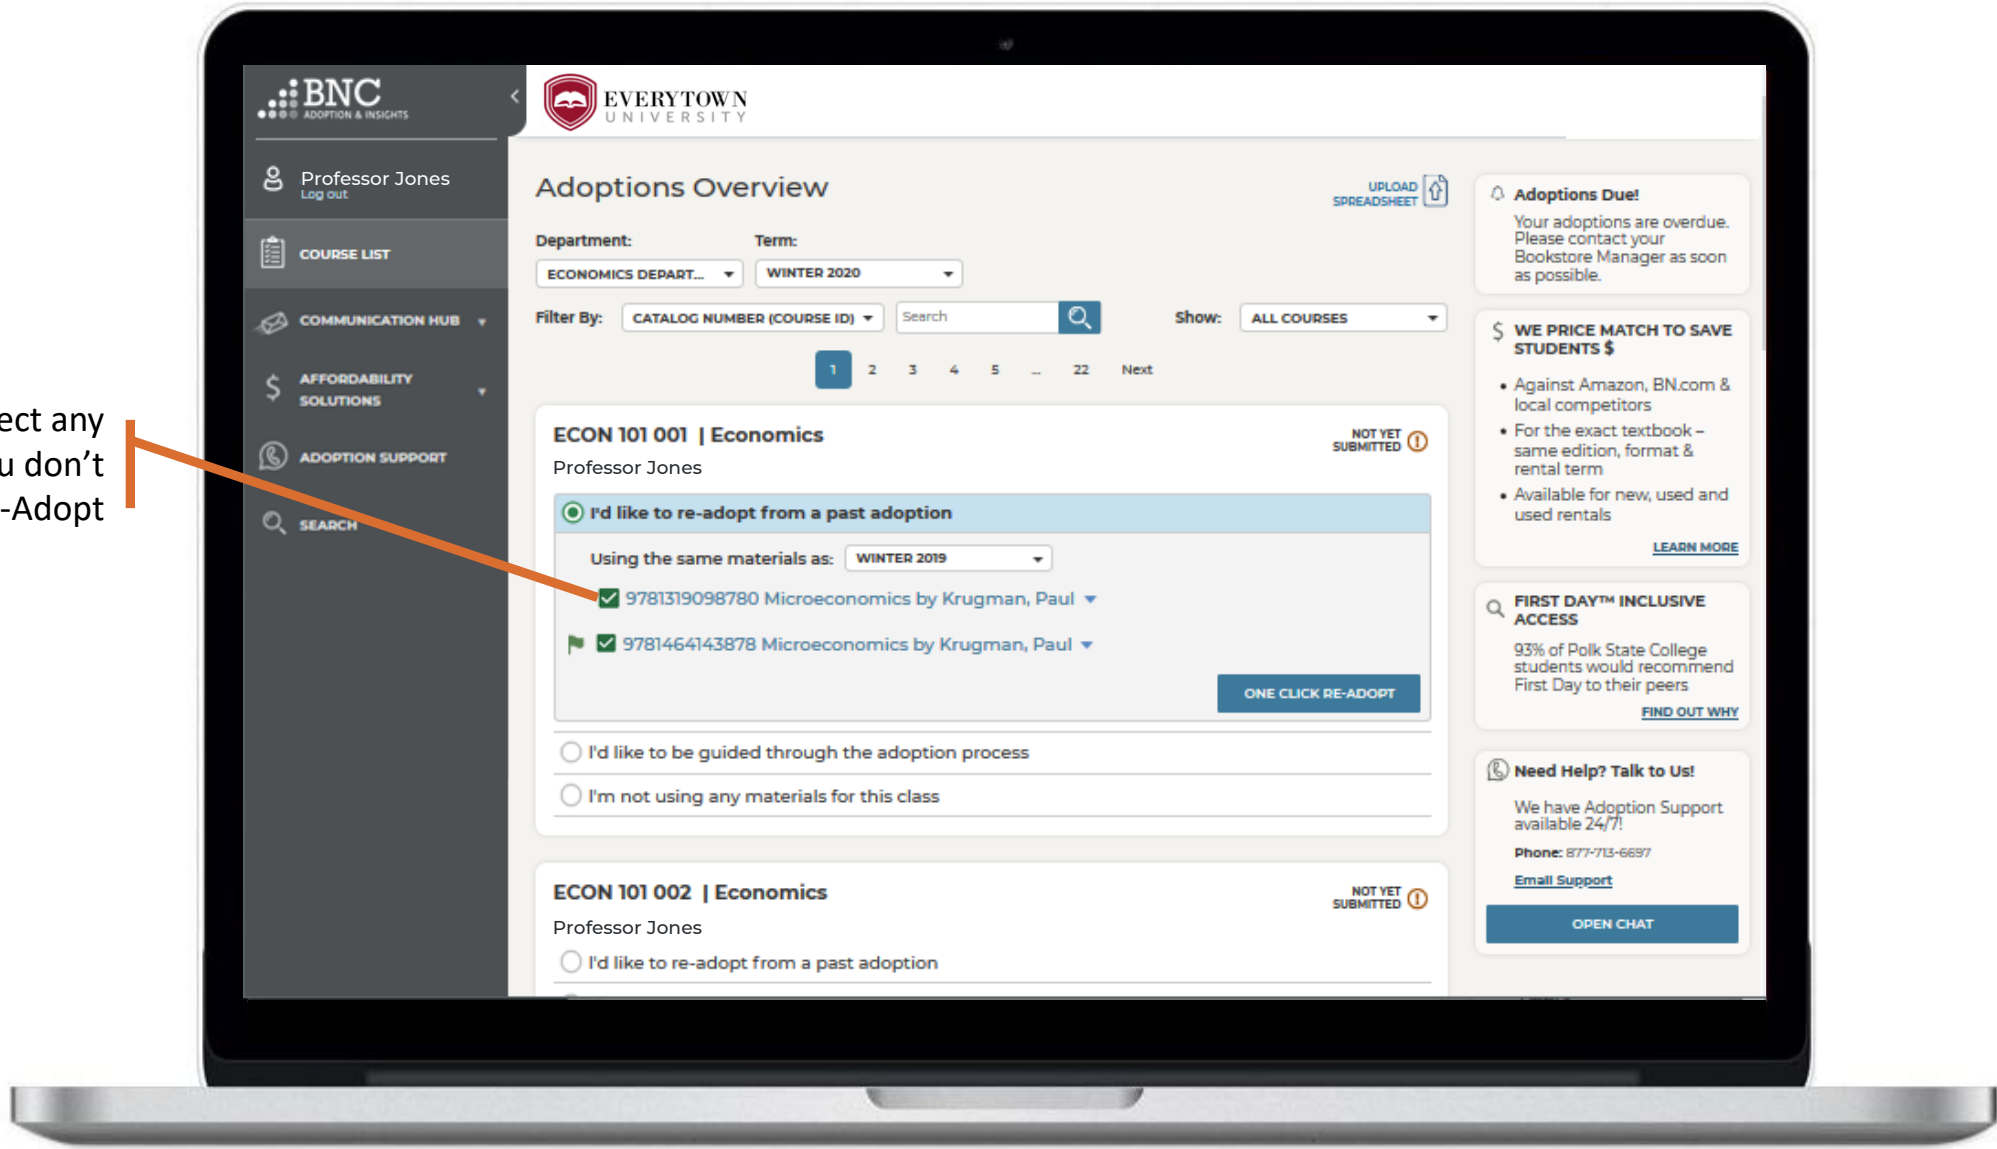 ect any
u don't
-Adopt
BNC
ADOPTION & INSIGHTS
Professor Jones
Log out
COURSE LIST
COMMUNICATION HUB
AFFORDABILITY
SOLUTIONS
ADOPTION SUPPORT
SEARCH
EVERYTOWN
UNIVERSITY
Adoptions Overview
UPLOAD
SPREADSHEET
Department:
Term:
ECONOMICS DEPART...
WINTER 2020
Filter By:
CATALOG NUMBER (COURSE ID)
Search
Show:
ALL COURSES
1 2 3 4 5 ... 22 Next
ECON 101 001 | Economics
NOT YET
SUBMITTED
Professor Jones
I'd like to re-adopt from a past adoption
Using the same materials as: WINTER 2019
9781319098780 Microeconomics by Krugman, Paul
9781464143878 Microeconomics by Krugman, Paul
ONE CLICK RE-ADOPT
I'd like to be guided through the adoption process
I'm not using any materials for this class
ECON 101 002 | Economics
NOT YET
SUBMITTED
Professor Jones
I'd like to re-adopt from a past adoption
Adoptions Due!
Your adoptions are overdue.
Please contact your
Bookstore Manager as soon
as possible.
$ WE PRICE MATCH TO SAVE
STUDENTS $
• Against Amazon, BN.com &
local competitors
• For the exact textbook –
same edition, format &
rental term
• Available for new, used and
used rentals
LEARN MORE
FIRST DAY™ INCLUSIVE
ACCESS
93% of Polk State College
students would recommend
First Day to their peers
FIND OUT WHY
Need Help? Talk to Us!
We have Adoption Support
available 24/7!
Phone: 877-713-6697
Email Support
OPEN CHAT